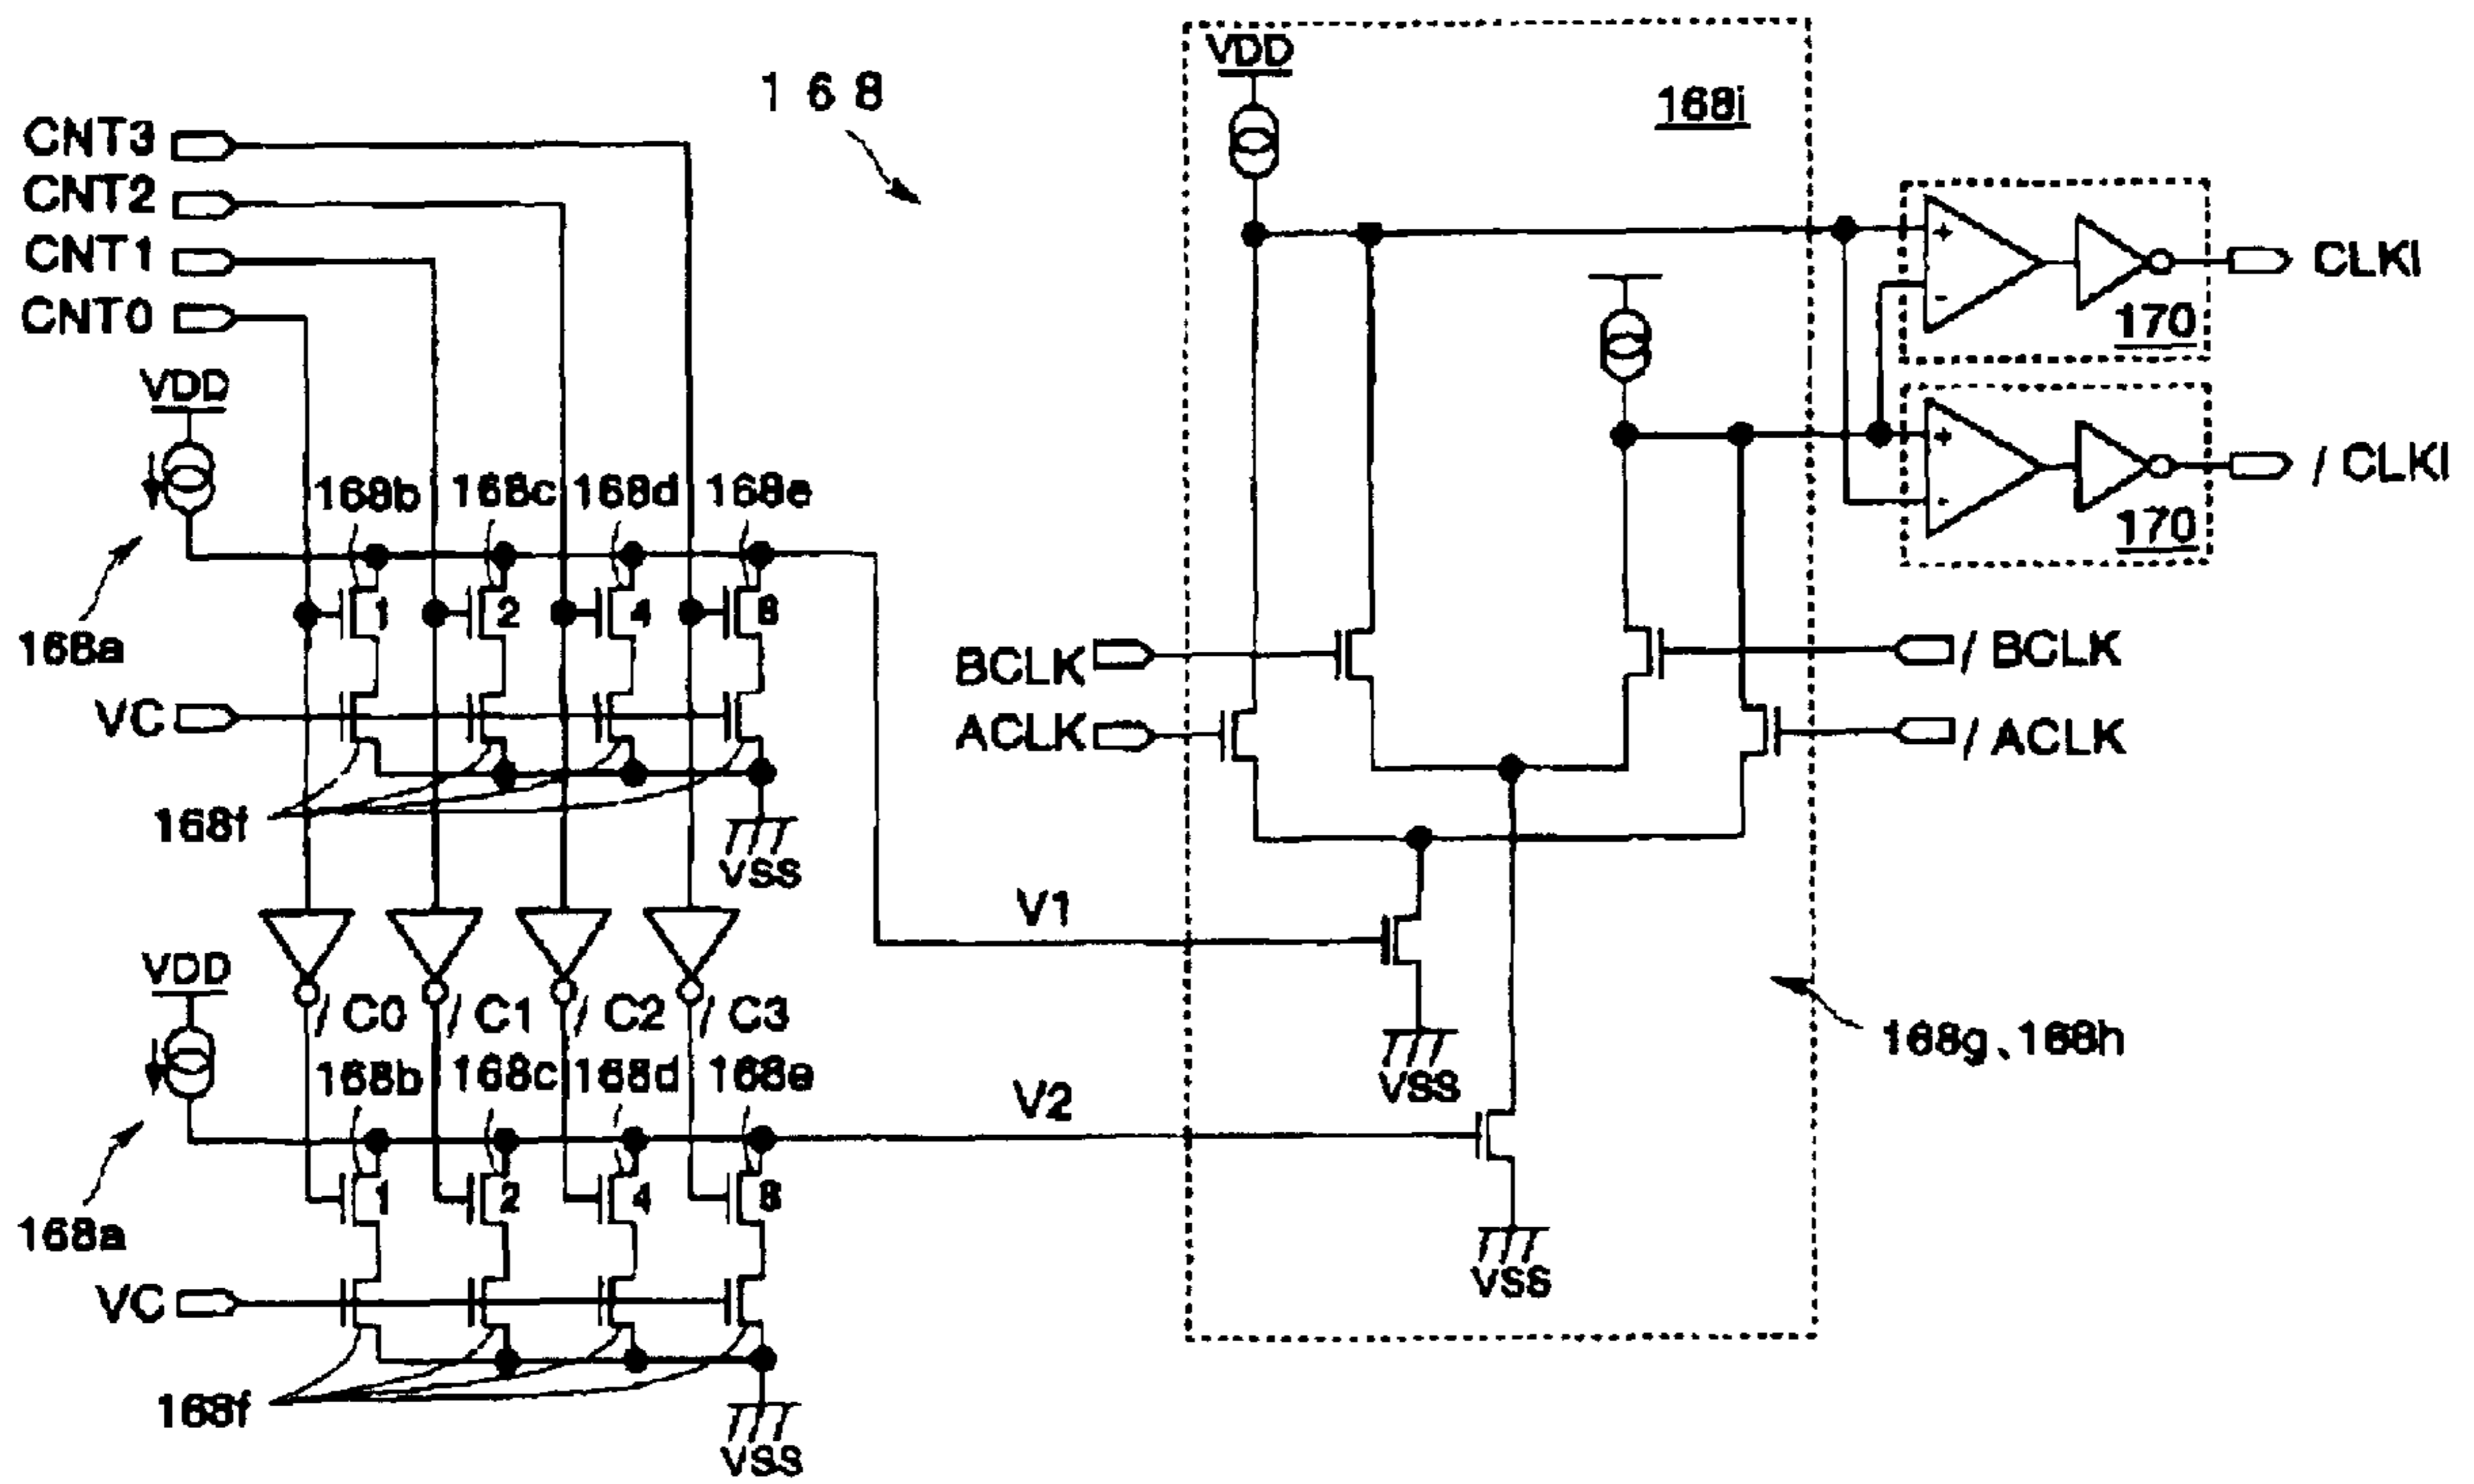 168
CNT3
CNT2
CNT1
CNT0
VDD
168a
168b
168c
168d
168e
1
2
4
8
VC
168f
VSS
/C0
/C1
/C2
/C3
VDD
168a
168b
168c
168d
168e
1
2
4
8
VC
168f
VSS
V1
V2
VDD
168i
BCLK
ACLK
/BCLK
/ACLK
VSS
VSS
168g、168h
+
-
170
CLKI
+
-
170
/CLKI